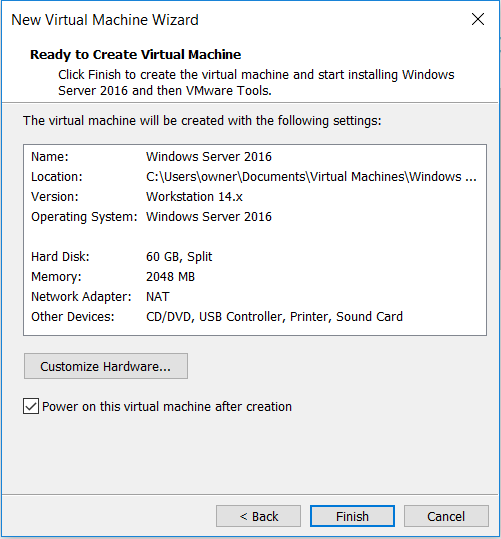 New Virtual Machine Wizard
Ready to Create Virtual Machine
Click Finish to create the virtual machine and start installing Windows
Server 2016 and then VMware Tools.
The virtual machine will be created with the following settings:
Name: Windows Server 2016
Location: C:\Users\owner\Documents\Virtual Machines\Windows ...
Version: Workstation 14.x
Operating System: Windows Server 2016
Hard Disk: 60 GB, Split
Memory: 2048 MB
Network Adapter: NAT
Other Devices: CD/DVD, USB Controller, Printer, Sound Card
Customize Hardware...
Power on this virtual machine after creation
< Back Finish Cancel